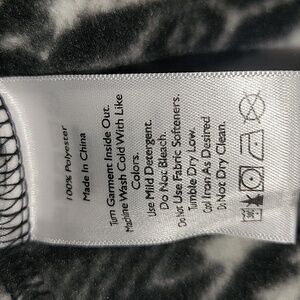 100% Polyester
Made In China
Turn Garment Inside Out.
Machine Wash Cold With Like
Colors.
Use Mild Detergent.
Do Not Bleach.
Do Not Use Fabric Softeners.
Tumble Dry Low.
Cool Iron As Desired
Do Not Dry Clean.